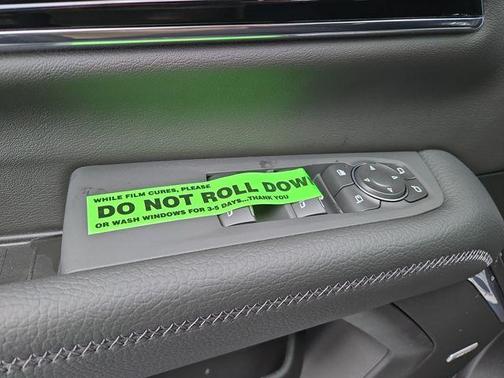 WHILE FILM CURES, PLEASE
DO NOT ROLL DOW
OR WASH WINDOWS FOR 3-5 DAYS...THANK YOU